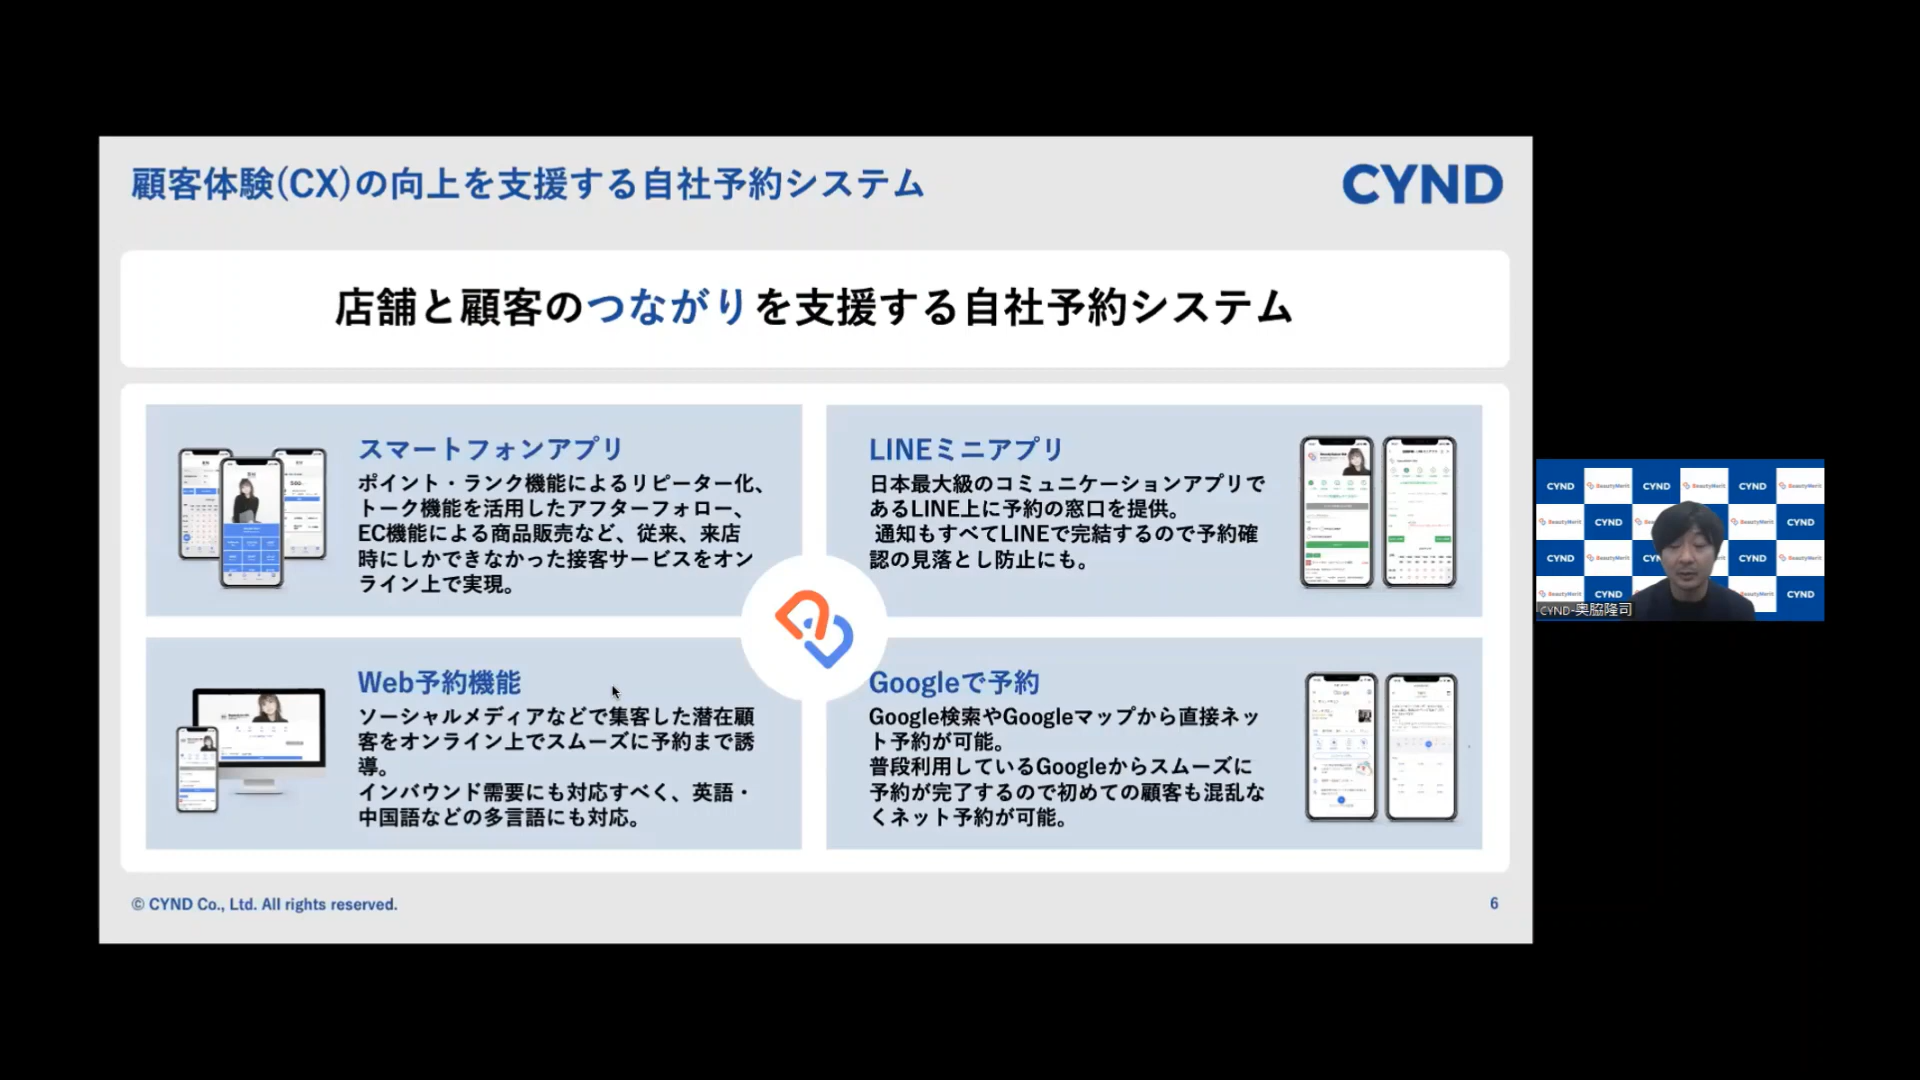 顧客体験(CX)の向上を支援する自社予約システム
CYND
店舗と顧客のつながりを支援する自社予約システム
スマートフォンアプリ
ポイント・ランク機能によるリピーター化、
トーク機能を活用したアフターフォロー、
EC機能による商品販売など、従来、来店
時にしかできなかった接客サービスをオン
ライン上で実現。
LINEミニアプリ
日本最大級のコミュニケーションアプリで
あるLINE上に予約の窓口を提供。
通知もすべてLINEで完結するので予約確
認の見落とし防止にも。
Web予約機能
ソーシャルメディアなどで集客した潜在顧
客をオンライン上でスムーズに予約まで誘
導。
インバウンド需要にも対応すべく、英語・
中国語などの多言語にも対応。
Googleで予約
Google検索やGoogleマップから直接ネッ
ト予約が可能。
普段利用しているGoogleからスムーズに
予約が完了するので初めての顧客も混乱な
くネット予約が可能。
© CYND Co., Ltd. All rights reserved.
6
CYND BeautyMerit CYND BeautyMerit CYND BeautyMerit
BeautyMerit CYND BeautyMerit CYND
CYND BeautyMerit CYND BeautyMerit
BeautyMerit CYND BeautyMerit CYND
CYND-奥脇隆司